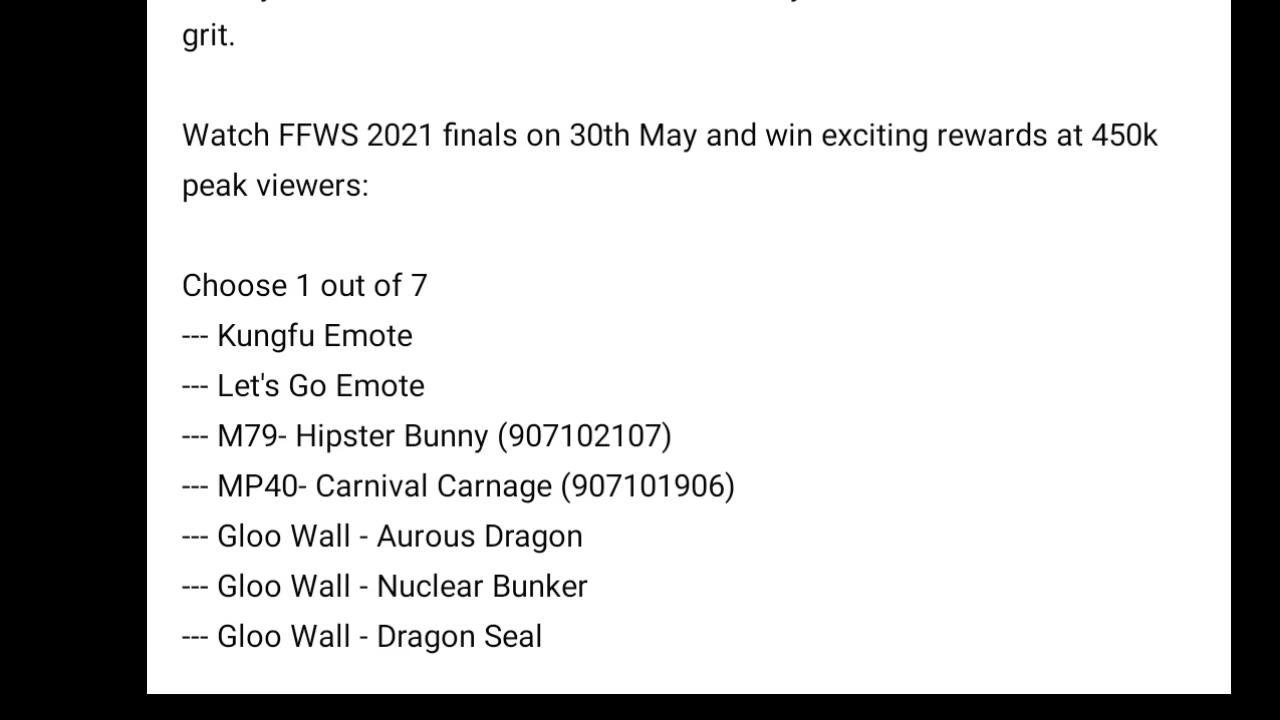 grit.
Watch FFWS 2021 finals on 30th May and win exciting rewards at 450k
peak viewers:
Choose 1 out of 7
--- Kungfu Emote
--- Let's Go Emote
--- M79- Hipster Bunny (907102107)
--- MP40- Carnival Carnage (907101906)
--- Gloo Wall - Aurous Dragon
--- Gloo Wall - Nuclear Bunker
--- Gloo Wall - Dragon Seal